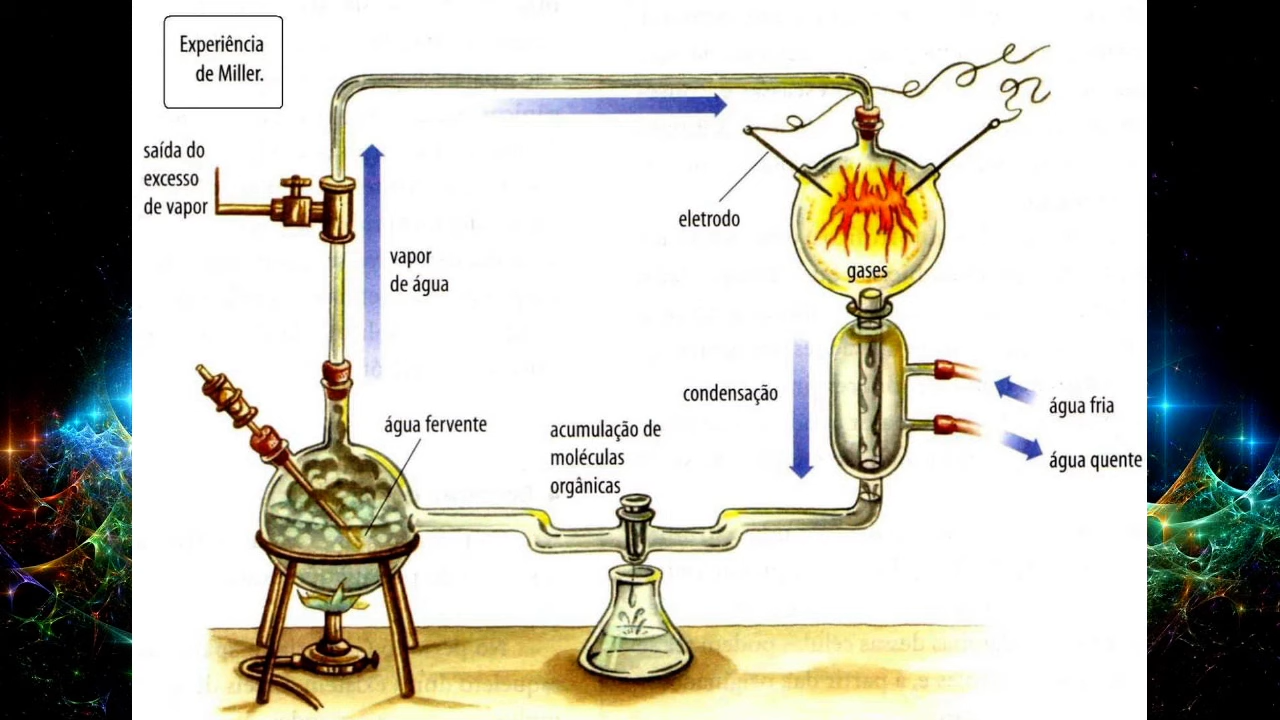 Experiência
de Miller.
saída do
excesso
de vapor
vapor
de água
eletrodo
gases
condensação
água fria
água quente
água fervente
acumulação de
moléculas
orgânicas